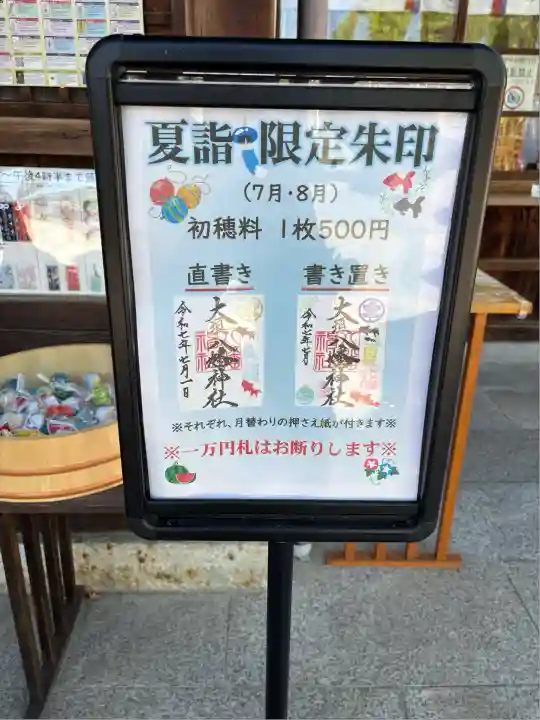 夏詣 限定朱印
(7月・8月)
初穂料 1枚500円
直書き 書き置き
大祖八幡神社
令和七年七月一日
大祖八幡神社
令和七年 月
※それぞれ、月替わりの押さえ紙が付きます※
※一万円札はお断りします※